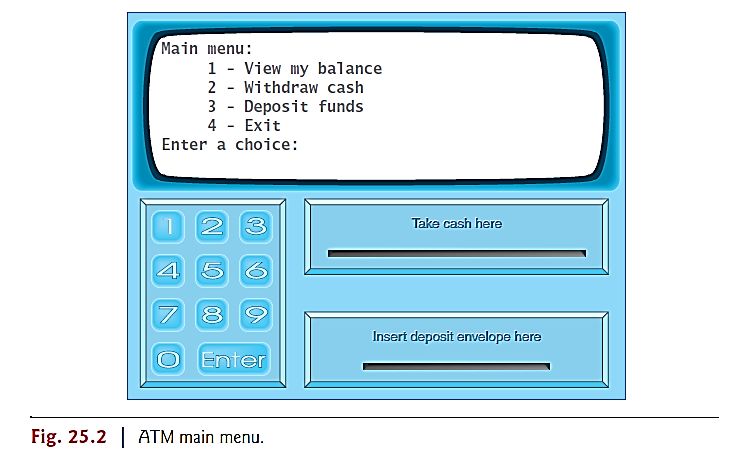 Main menu:
1 - View my balance
2 - Withdraw cash
3 - Deposit funds
4 - Exit
Enter a choice:
1 2 3
4 5 6
7 8 9
0 Enter
Take cash here
Insert deposit envelope here
Fig. 25.2 | ATM main menu.